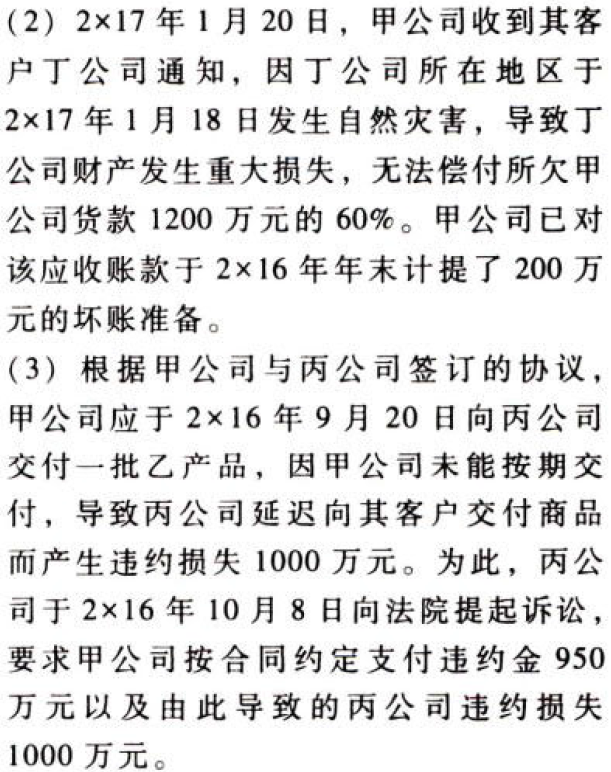 (2) 2×17 年 1 月 20 日，甲公司收到其客
户丁公司通知，因丁公司所在地区于
2×17 年 1 月 18 日发生自然灾害，导致丁
公司财产发生重大损失，无法偿付所欠甲
公司货款 1200 万元的 60%。甲公司已对
该应收账款于 2×16 年年末计提了 200 万
元的坏账准备。
(3) 根据甲公司与丙公司签订的协议，
甲公司应于 2×16 年 9 月 20 日向丙公司
交付一批乙产品，因甲公司未能按期交
付，导致丙公司延迟向其客户交付商品
而产生违约损失 1000 万元。为此，丙公
司于 2×16 年 10 月 8 日向法院提起诉讼，
要求甲公司按合同约定支付违约金 950
万元以及由此导致的丙公司违约损失
1000 万元。